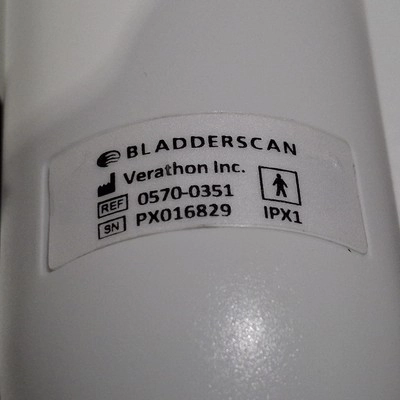 BLADDERSCAN
Verathon Inc.
REF 0570-0351
SN PX016829
IPX1